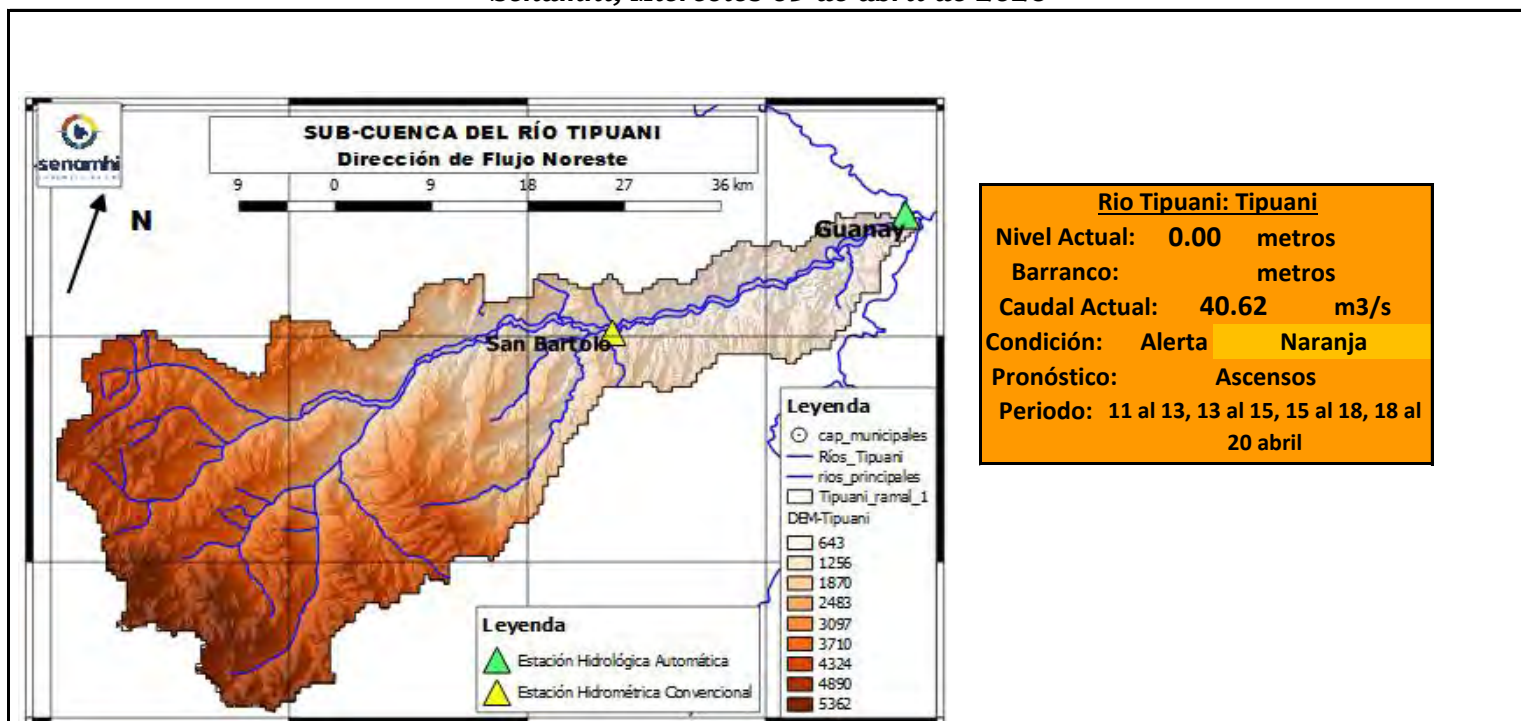 senamhi
SUB-CUENCA DEL RÍO TIPUANI
Dirección de Flujo Noreste
9 0 9 18 27 36 km
N
Guanay
San Bartolo
Leyenda
cap_municipales
Ríos_Tipuani
rios_principales
Tipuani_ramal_1
DEM-Tipuani
643
1256
1870
2483
3097
3710
4324
4890
5362
Leyenda
Estación Hidrológica Automática
Estación Hidrométrica Convencional
Rio Tipuani: Tipuani
Nivel Actual: 0.00 metros
Barranco: metros
Caudal Actual: 40.62 m3/s
Condición: Alerta Naranja
Pronóstico: Ascensos
Periodo: 11 al 13, 13 al 15, 15 al 18, 18 al
20 abril